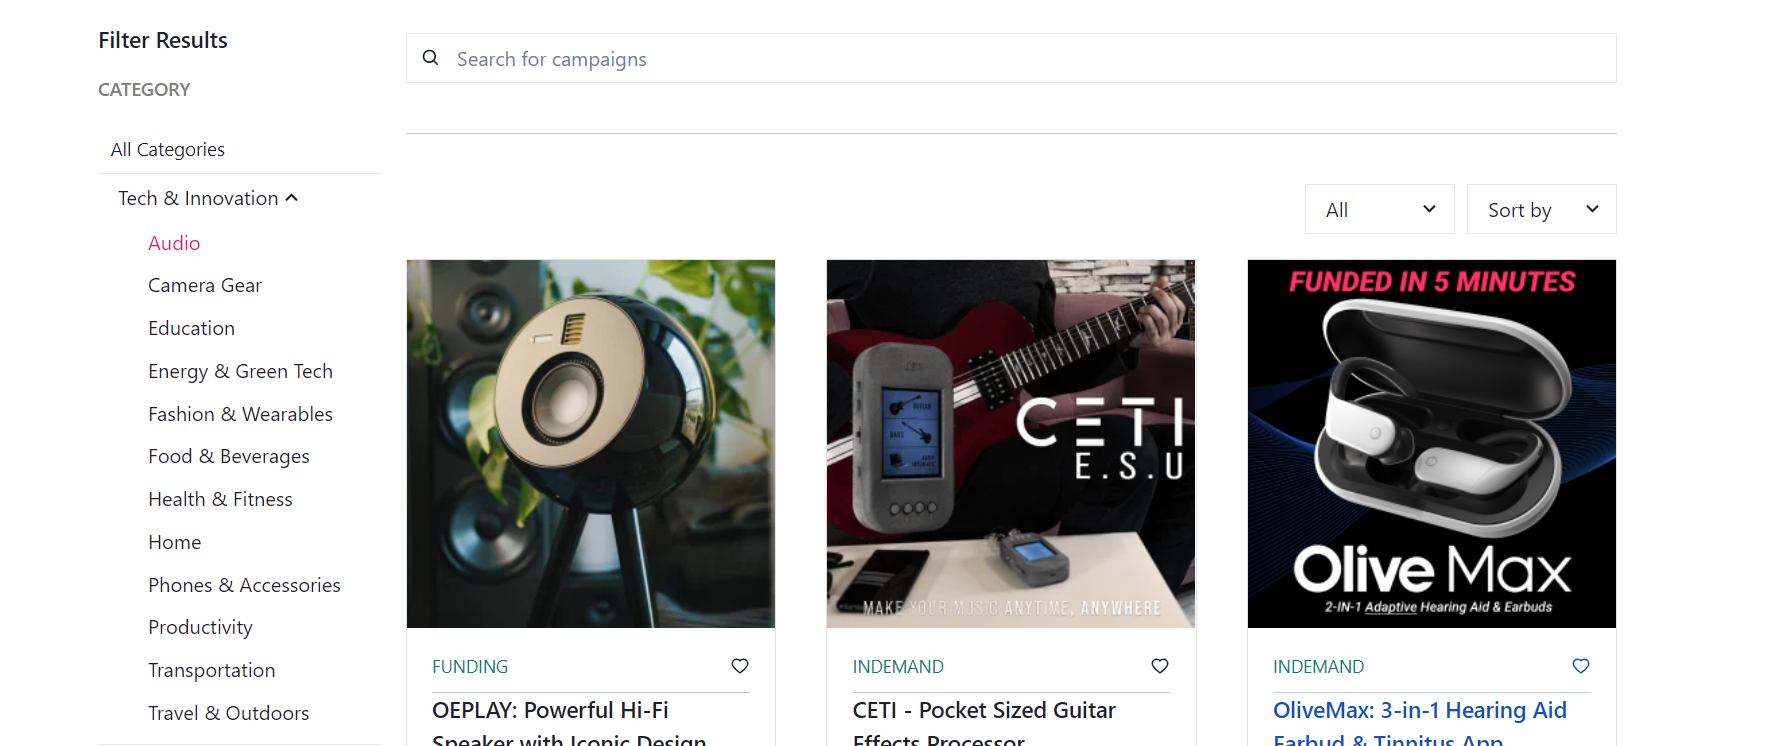 Filter Results
CATEGORY
All Categories
Tech & Innovation
Audio
Camera Gear
Education
Energy & Green Tech
Fashion & Wearables
Food & Beverages
Health & Fitness
Home
Phones & Accessories
Productivity
Transportation
Travel & Outdoors
Search for campaigns
All
Sort by
FUNDING
OEPLAY: Powerful Hi-Fi
Speaker with Iconic Design
GUITAR
BASS
CETI
E.S.U
MAKE YOUR MUSIC ANYTIME, ANYWHERE
INDEMAND
CETI - Pocket Sized Guitar
Effects Processor
FUNDED IN 5 MINUTES
Olive Max
2-IN-1 Adaptive Hearing Aid & Earbuds
INDEMAND
OliveMax: 3-in-1 Hearing Aid
Earbud & Tinnitus App